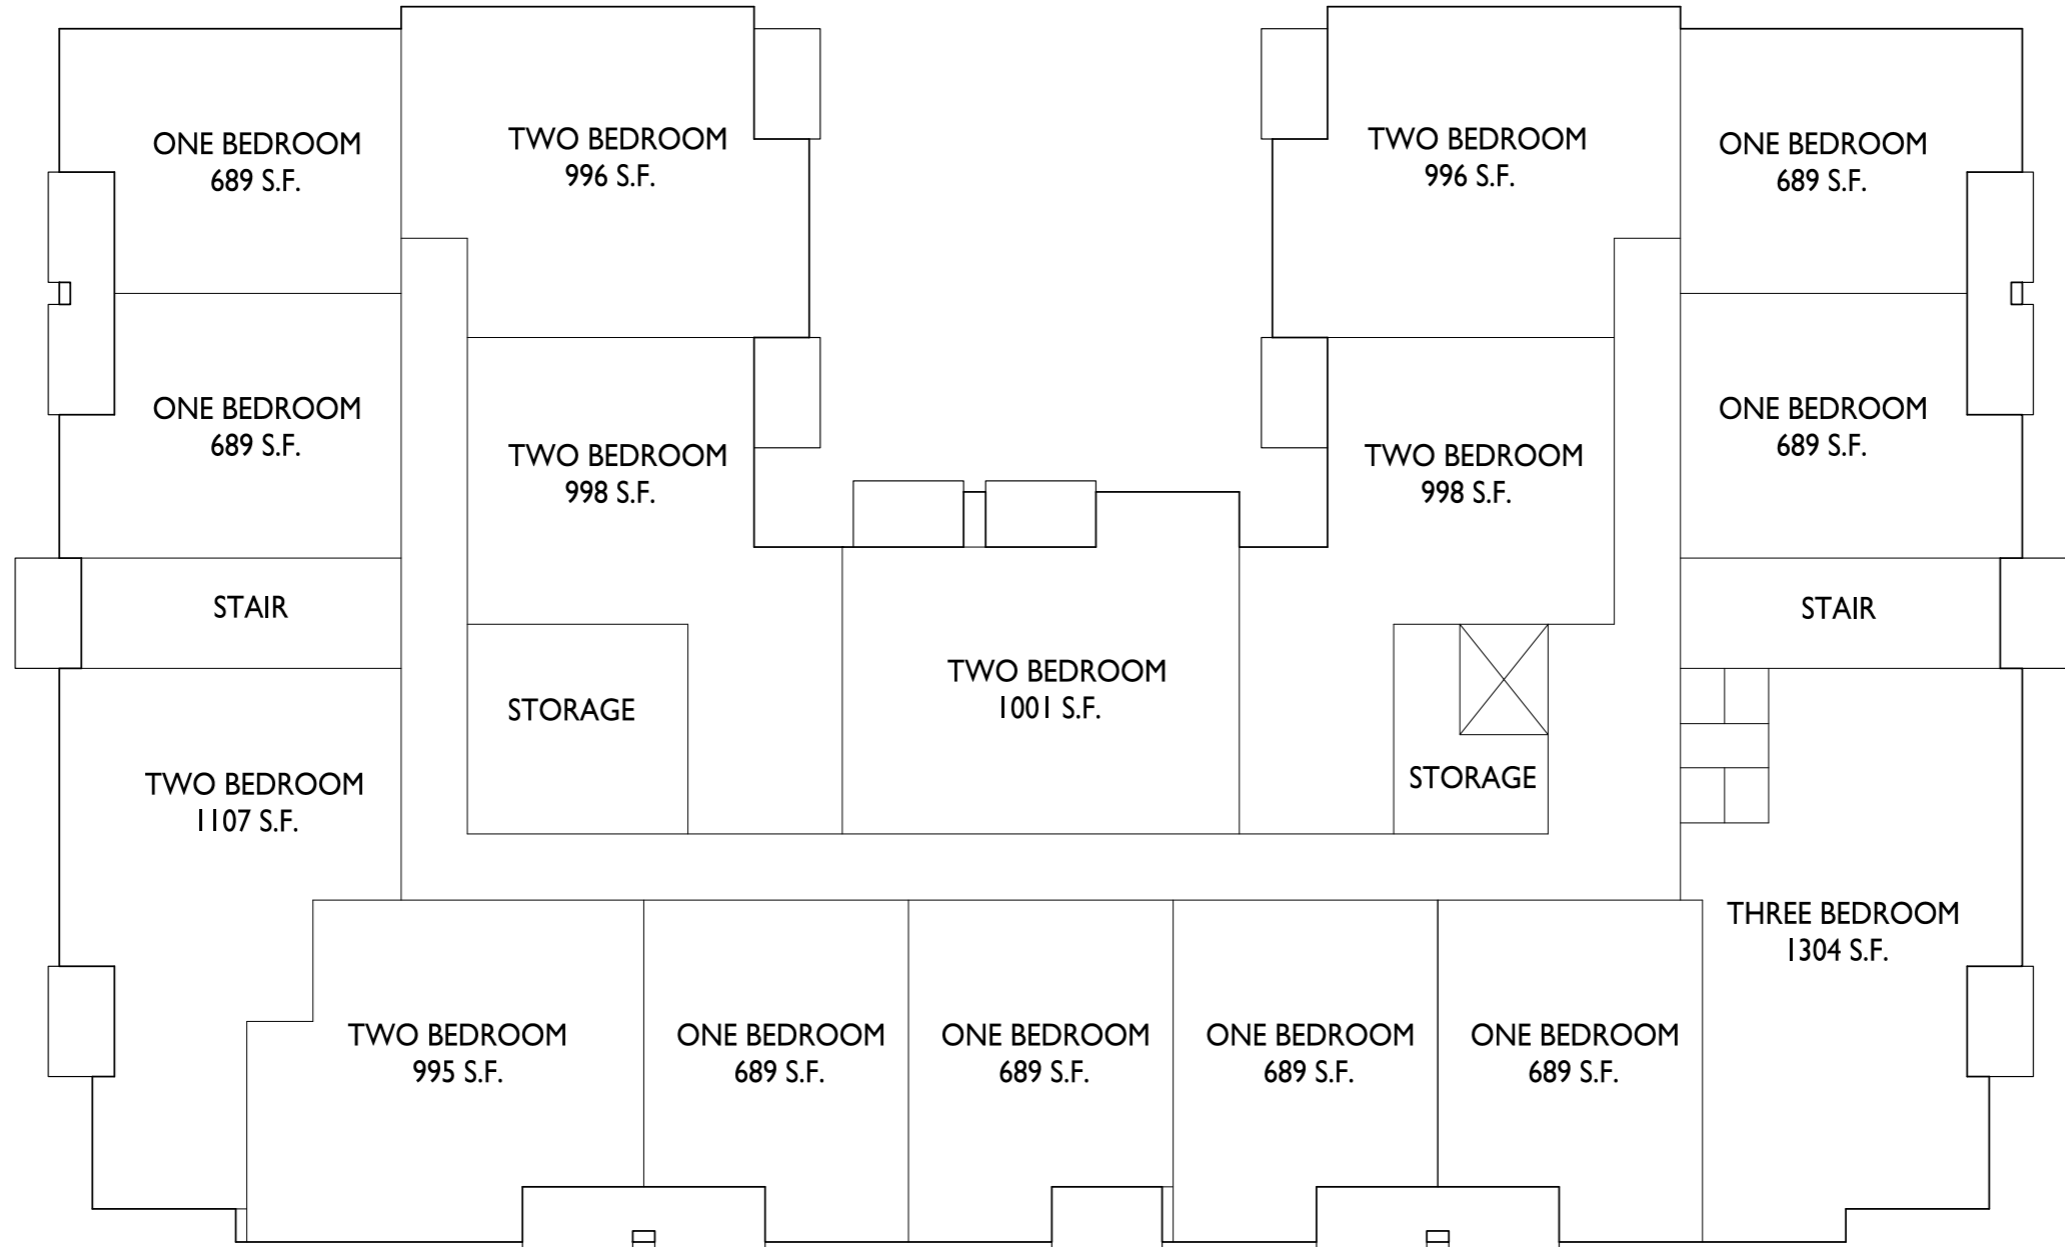 ONE BEDROOM
689 S.F.
TWO BEDROOM
996 S.F.
TWO BEDROOM
996 S.F.
ONE BEDROOM
689 S.F.
ONE BEDROOM
689 S.F.
TWO BEDROOM
998 S.F.
TWO BEDROOM
998 S.F.
ONE BEDROOM
689 S.F.
STAIR
STAIR
STORAGE
TWO BEDROOM
1001 S.F.
STORAGE
TWO BEDROOM
1107 S.F.
THREE BEDROOM
1304 S.F.
TWO BEDROOM
995 S.F.
ONE BEDROOM
689 S.F.
ONE BEDROOM
689 S.F.
ONE BEDROOM
689 S.F.
ONE BEDROOM
689 S.F.